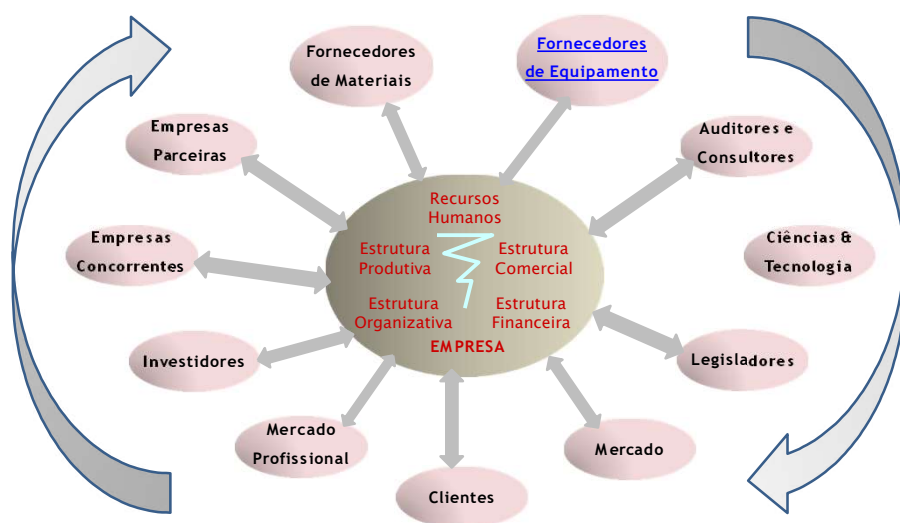 Fornecedores
de Materiais
Fornecedores
de Equipamento
Empresas
Parceiras
Auditores e
Consultores
Recursos
Humanos
Empresas
Concorrentes
Estrutura
Produtiva
Estrutura
Comercial
Ciências &
Tecnologia
Estrutura
Organizativa
Estrutura
Financeira
EMPRESA
Investidores
Legisladores
Mercado
Profissional
Mercado
Clientes